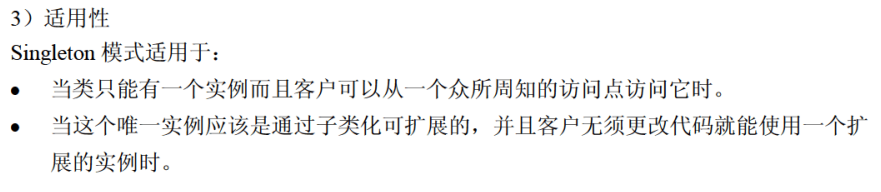 3）适用性
Singleton 模式适用于：
● 当类只能有一个实例而且客户可以从一个众所周知的访问点访问它时。
● 当这个唯一实例应该是通过子类化可扩展的，并且客户无须更改代码就能使用一个扩
展的实例时。